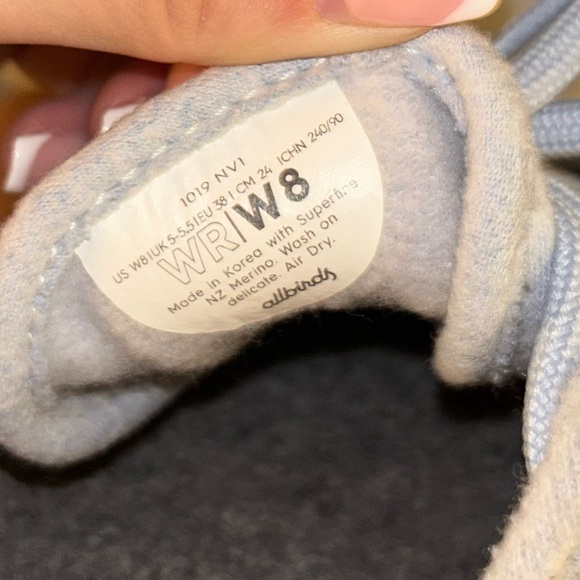 1019 NV1
US W8|UK 5-5.5|EU 38|CM 24 ICHN 240/90
WR|W8
Made in Korea with Superfine
NZ Merino. Wash on
delicate. Air Dry.
allbirds